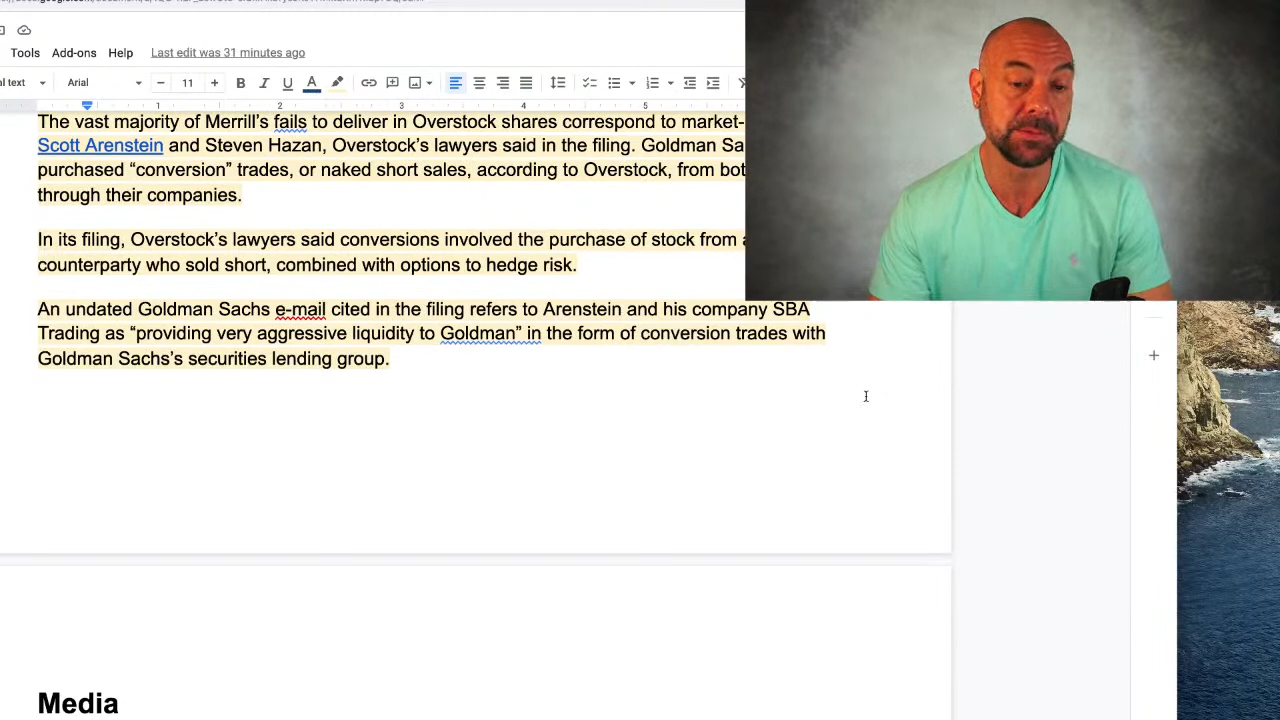 Tools Add-ons Help Last edit was 31 minutes ago
Arial 11
1 2 3 4 5
The vast majority of Merrill’s fails to deliver in Overstock shares correspond to market-
Scott Arenstein and Steven Hazan, Overstock’s lawyers said in the filing. Goldman Sa
purchased “conversion” trades, or naked short sales, according to Overstock, from bot
through their companies.
In its filing, Overstock’s lawyers said conversions involved the purchase of stock from a
counterparty who sold short, combined with options to hedge risk.
An undated Goldman Sachs e-mail cited in the filing refers to Arenstein and his company SBA
Trading as “providing very aggressive liquidity to Goldman” in the form of conversion trades with
Goldman Sachs’s securities lending group.
Media